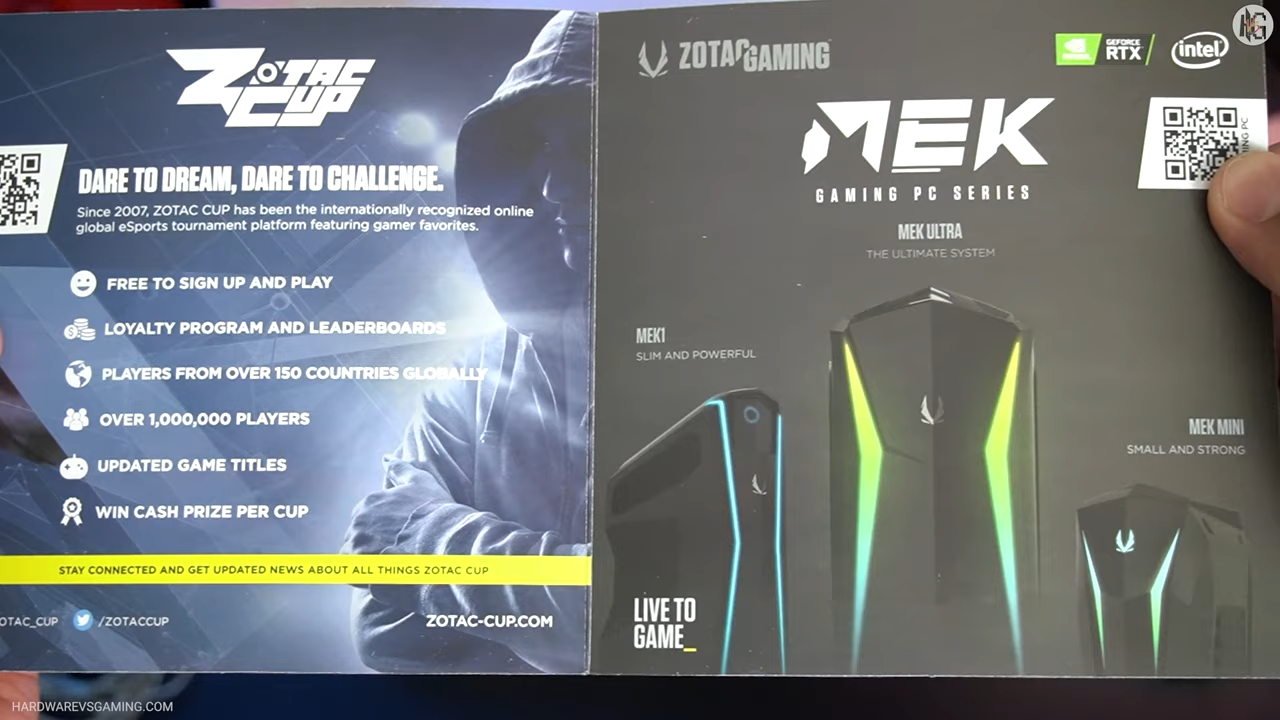 ZOTAC
CUP
DARE TO DREAM, DARE TO CHALLENGE.
Since 2007, ZOTAC CUP has been the internationally recognized online
global eSports tournament platform featuring gamer favorites.
FREE TO SIGN UP AND PLAY
LOYALTY PROGRAM AND LEADERBOARDS
PLAYERS FROM OVER 150 COUNTRIES GLOBALLY
OVER 1,000,000 PLAYERS
UPDATED GAME TITLES
WIN CASH PRIZE PER CUP
STAY CONNECTED AND GET UPDATED NEWS ABOUT ALL THINGS ZOTAC CUP
OTAC_CUP /ZOTACCUP
ZOTAC-CUP.COM
ZOTAC GAMING
NVIDIA GEFORCE RTX
intel
MEK
GAMING PC SERIES
MEK ULTRA
THE ULTIMATE SYSTEM
MEK1
SLIM AND POWERFUL
MEK MINI
SMALL AND STRONG
LIVE TO
GAME_
HARDWAREVSGAMING.COM